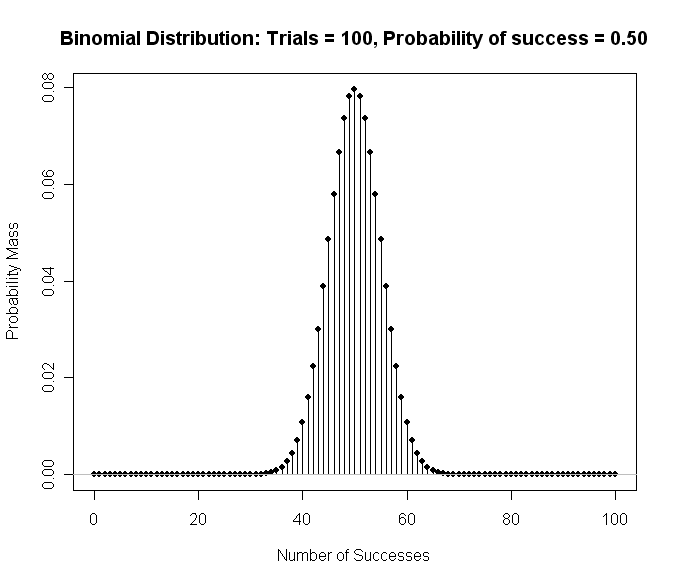 Binomial Distribution: Trials = 100, Probability of success = 0.50
Probability Mass
0.08
0.06
0.04
0.02
0.00
0 20 40 60 80 100
Number of Successes